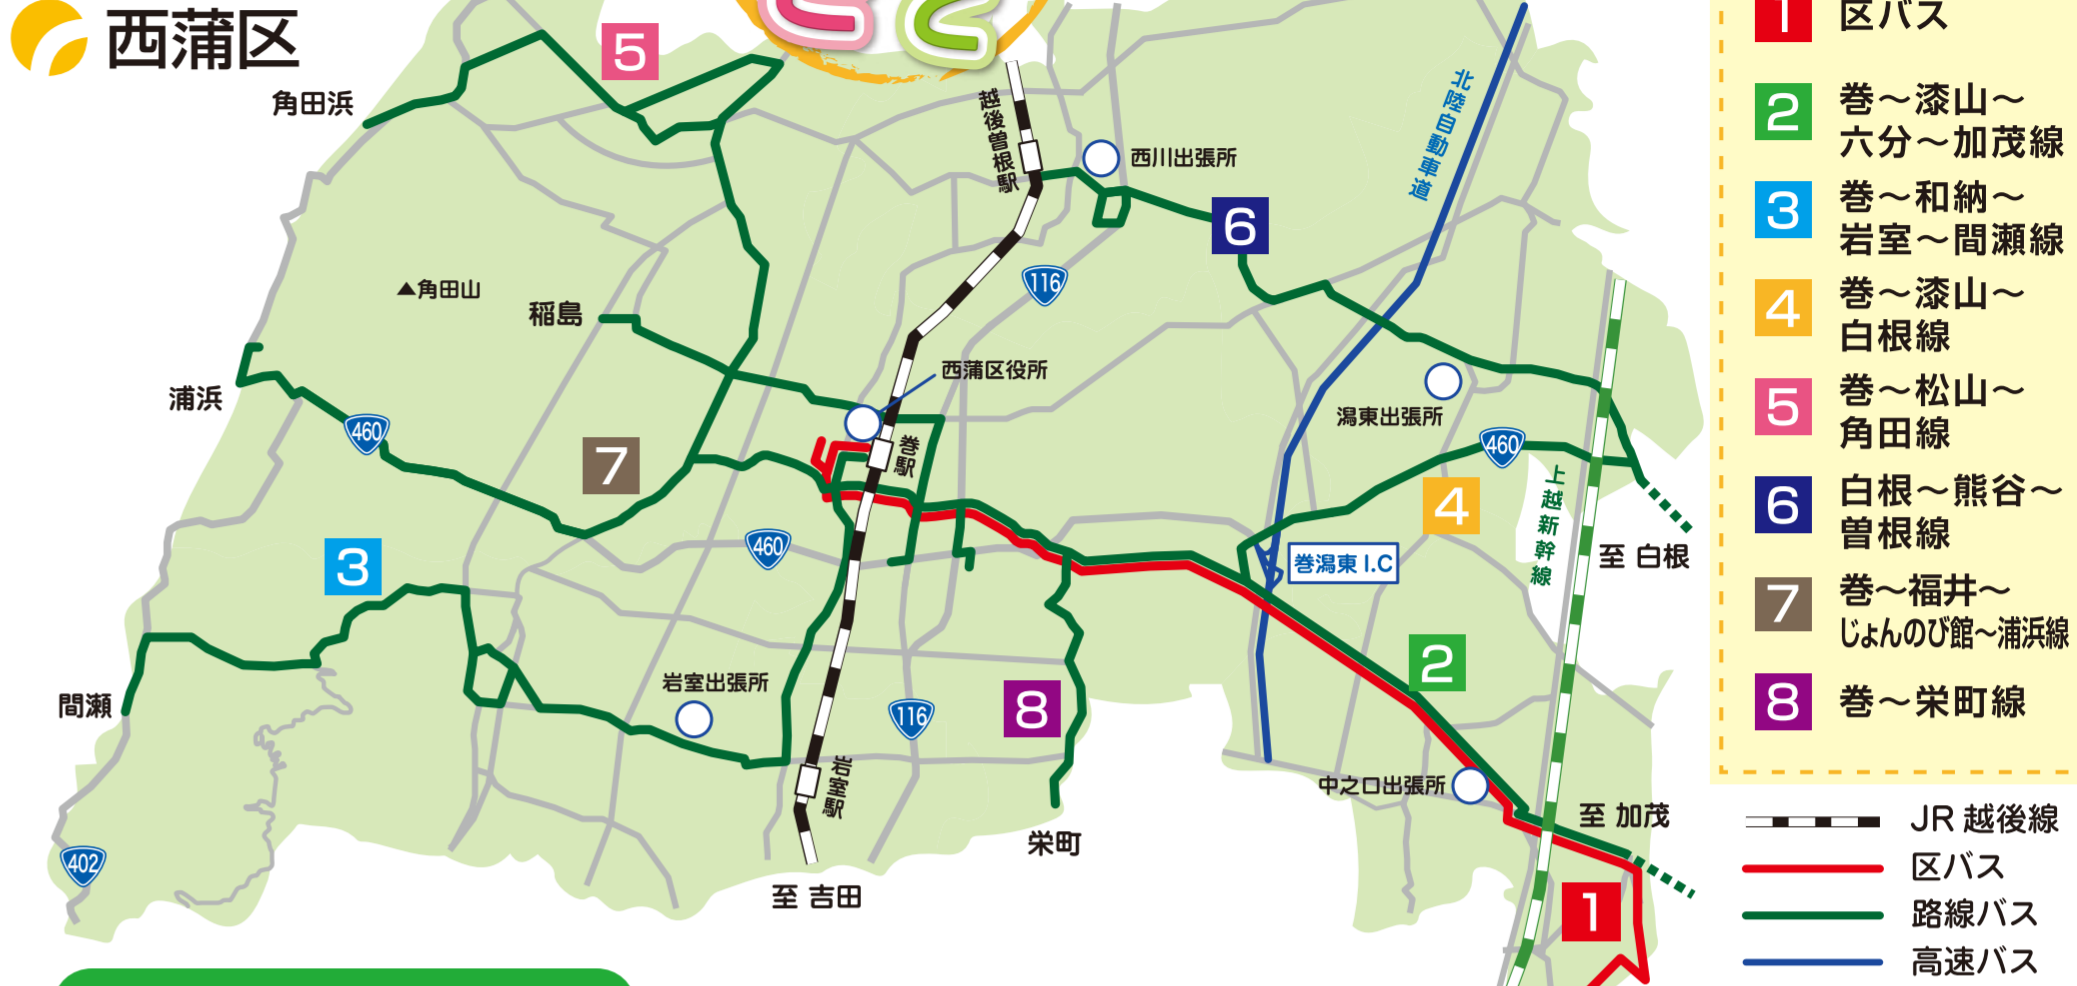 西蒲区
角田浜
5
越後曽根駅
西川出張所
北陸自動車道
6
116
▲角田山
稲島
西蒲区役所
浦浜
460
7
巻駅
潟東出張所
460
4
上越新幹線
至 白根
3
460
巻潟東 I.C
2
間瀬
岩室出張所
8
116
岩室駅
中之口出張所
至 加茂
栄町
402
至 吉田
1
1 区バス
2 巻～漆山～
六分～加茂線
3 巻～和納～
岩室～間瀬線
4 巻～漆山～
白根線
5 巻～松山～
角田線
6 白根～熊谷～
曽根線
7 巻～福井～
じょんのび館～浦浜線
8 巻～栄町線
JR 越後線
区バス
路線バス
高速バス